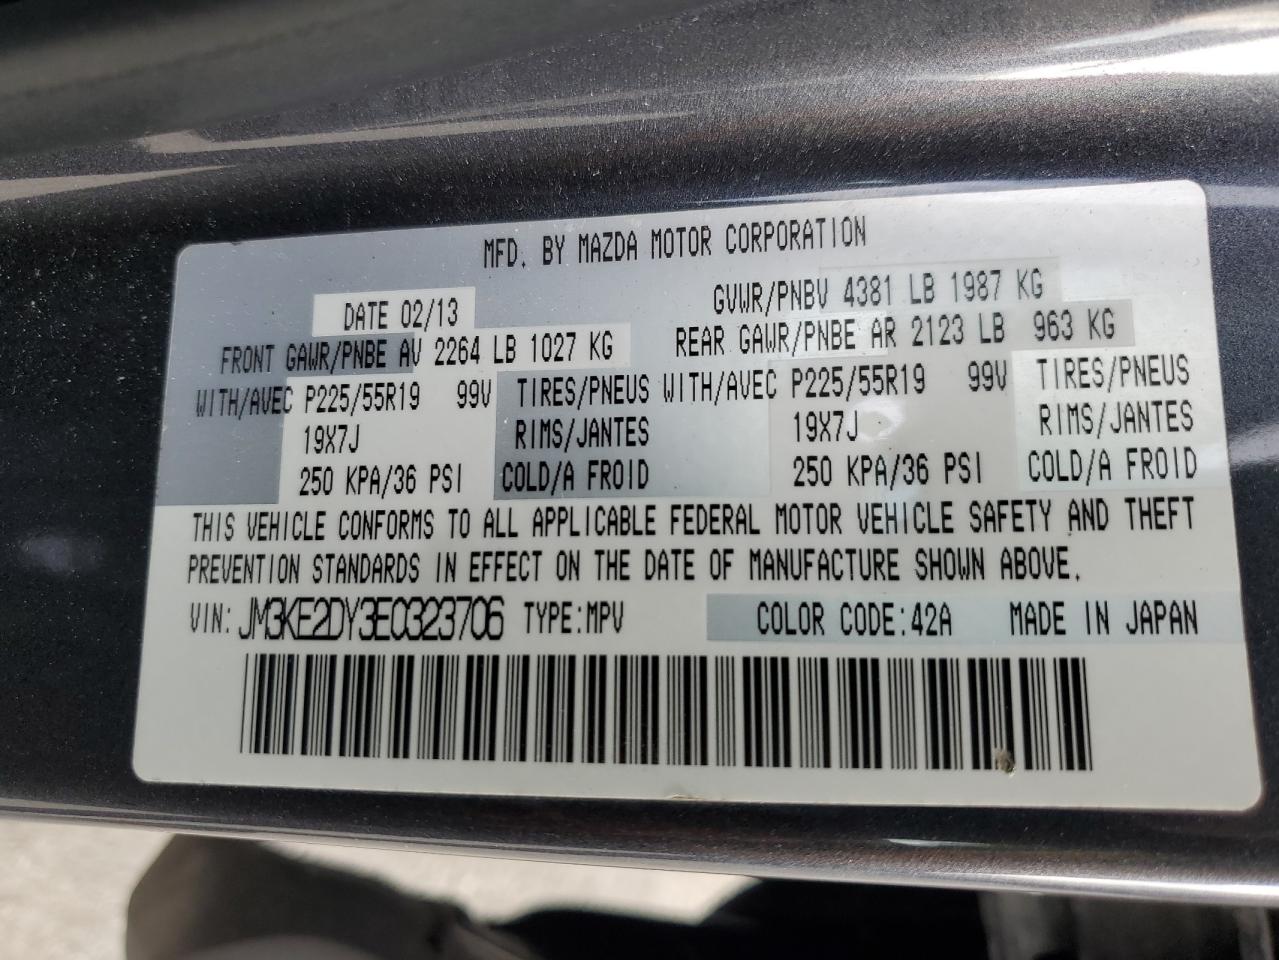 MFD. BY MAZDA MOTOR CORPORATION
DATE 02/13 GVWR/PNBV 4381 LB 1987 KG
FRONT GAWR/PNBE AV 2264 LB 1027 KG REAR GAWR/PNBE AR 2123 LB 963 KG
WITH/AVEC P225/55R19 99V TIRES/PNEUS WITH/AVEC P225/55R19 99V TIRES/PNEUS
19X7J RIMS/JANTES 19X7J RIMS/JANTES
250 KPA/36 PSI COLD/A FROID 250 KPA/36 PSI COLD/A FROID
THIS VEHICLE CONFORMS TO ALL APPLICABLE FEDERAL MOTOR VEHICLE SAFETY AND THEFT
PREVENTION STANDARDS IN EFFECT ON THE DATE OF MANUFACTURE SHOWN ABOVE.
VIN: JM3KE2DY3E0323706 TYPE:MPV COLOR CODE:42A MADE IN JAPAN